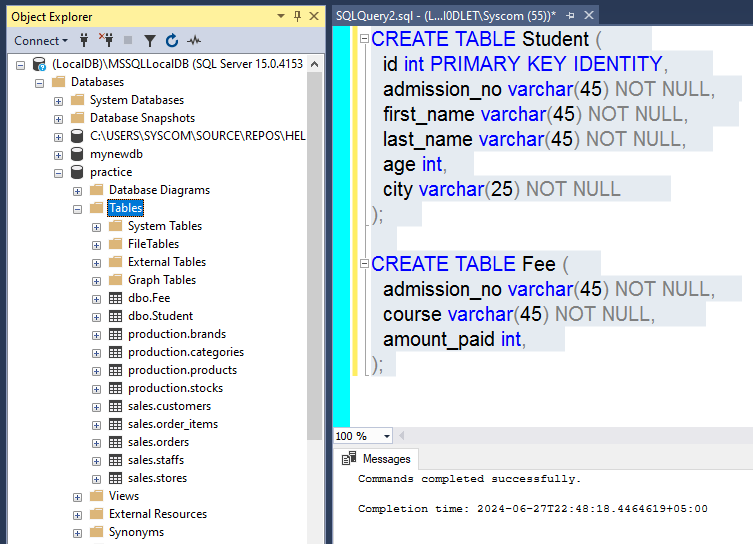 Object Explorer
Connect
(LocalDB)\MSSQLLocalDB (SQL Server 15.0.4153
Databases
System Databases
Database Snapshots
C:\USERS\SYSCOM\SOURCE\REPOS\HEL
mynewdb
practice
Database Diagrams
Tables
System Tables
FileTables
External Tables
Graph Tables
dbo.Fee
dbo.Student
production.brands
production.categories
production.products
production.stocks
sales.customers
sales.order_items
sales.orders
sales.staffs
sales.stores
Views
External Resources
Synonyms
SQLQuery2.sql - (L...l0DLET\Syscom (55))*
CREATE TABLE Student (
id int PRIMARY KEY IDENTITY,
admission_no varchar(45) NOT NULL,
first_name varchar(45) NOT NULL,
last_name varchar(45) NOT NULL,
age int,
city varchar(25) NOT NULL
);
CREATE TABLE Fee (
admission_no varchar(45) NOT NULL,
course varchar(45) NOT NULL,
amount_paid int,
);
100 %
Messages
Commands completed successfully.
Completion time: 2024-06-27T22:48:18.4464619+05:00